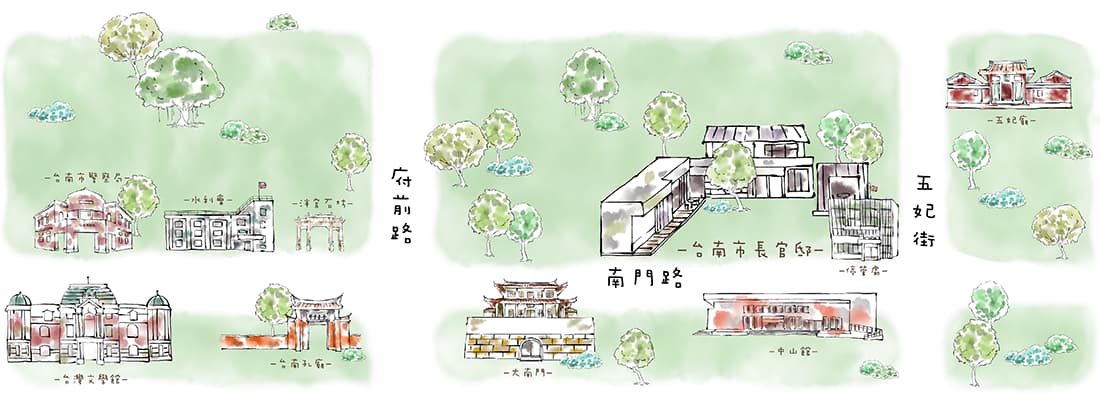 台南市警察局
水利會
泮宮石坊
台灣文學館
台南孔廟
府前路
台南市長官邸
停管處
南門路
大南門
中山館
五妃街
五妃廟